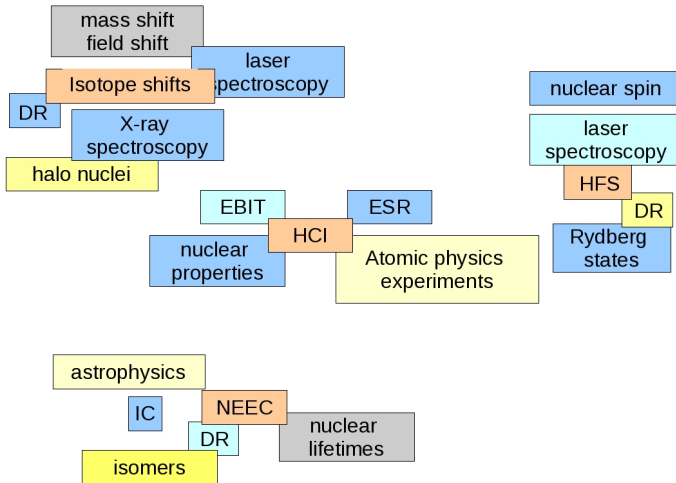 mass shift
field shift
laser
spectroscopy
Isotope shifts
DR
X-ray
spectroscopy
halo nuclei
nuclear spin
laser
spectroscopy
HFS
DR
Rydberg
states
EBIT
ESR
HCI
nuclear
properties
Atomic physics
experiments
astrophysics
IC
NEEC
DR
nuclear
lifetimes
isomers